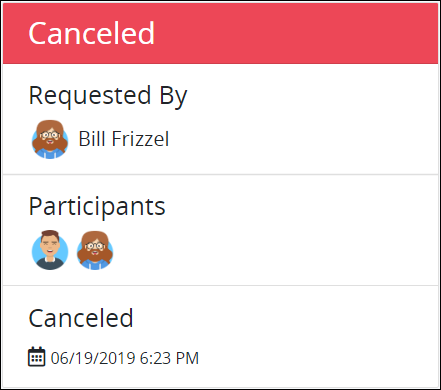 Canceled
Requested By
Bill Frizzel
Participants
Canceled
06/19/2019 6:23 PM